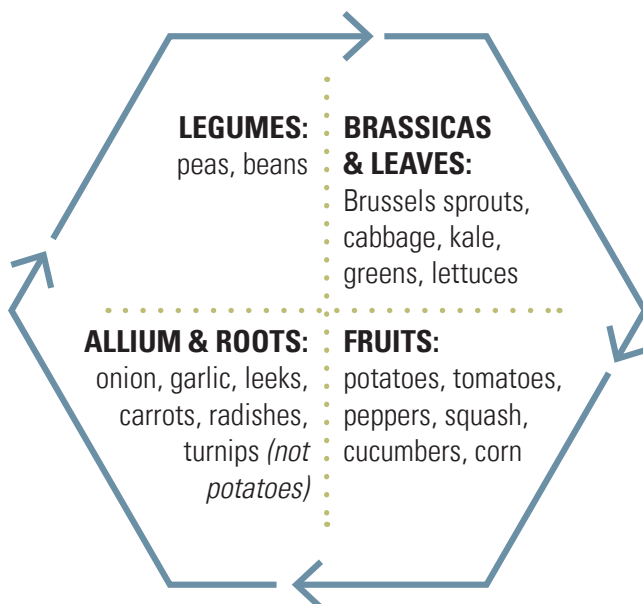 LEGUMES:
peas, beans
BRASSICAS
& LEAVES:
Brussels sprouts,
cabbage, kale,
greens, lettuces
ALLIUM & ROOTS:
onion, garlic, leeks,
carrots, radishes,
turnips (not
potatoes)
FRUITS:
potatoes, tomatoes,
peppers, squash,
cucumbers, corn